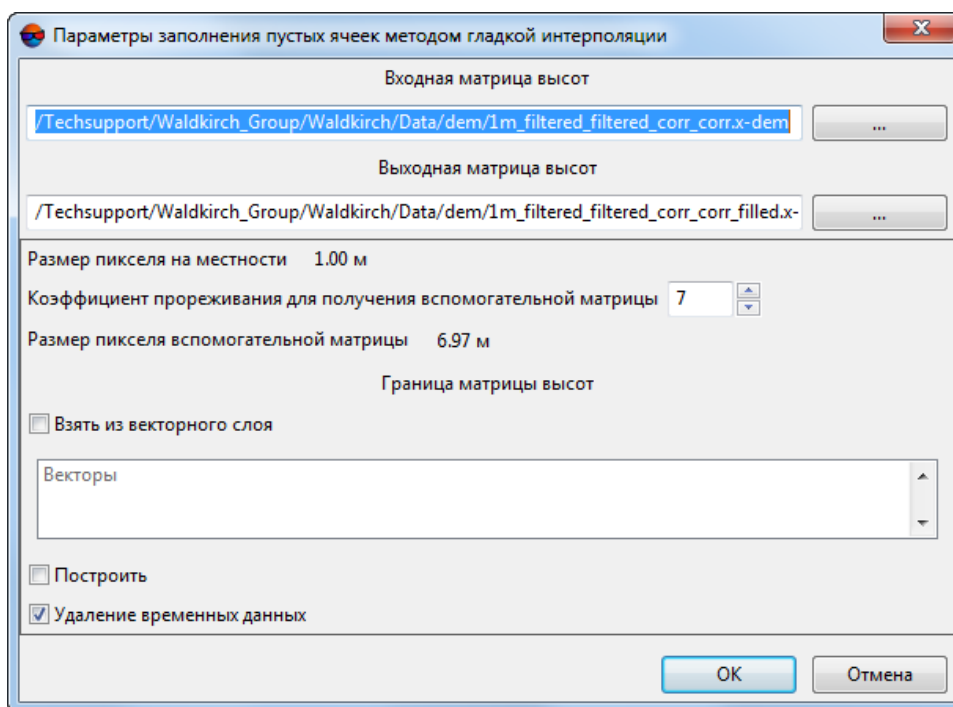 Параметры заполнения пустых ячеек методом гладкой интерполяции
Входная матрица высот
/Techsupport/Waldkirch_Group/Waldkirch/Data/dem/1m_filtered_filtered_corr_corr.x-dem
...
Выходная матрица высот
/Techsupport/Waldkirch_Group/Waldkirch/Data/dem/1m_filtered_filtered_corr_corr_filled.x-
...
Размер пикселя на местности 1.00 м
Коэффициент прореживания для получения вспомогательной матрицы 7
Размер пикселя вспомогательной матрицы 6.97 м
Граница матрицы высот
Взять из векторного слоя
Векторы
Построить
Удаление временных данных
OK Отмена